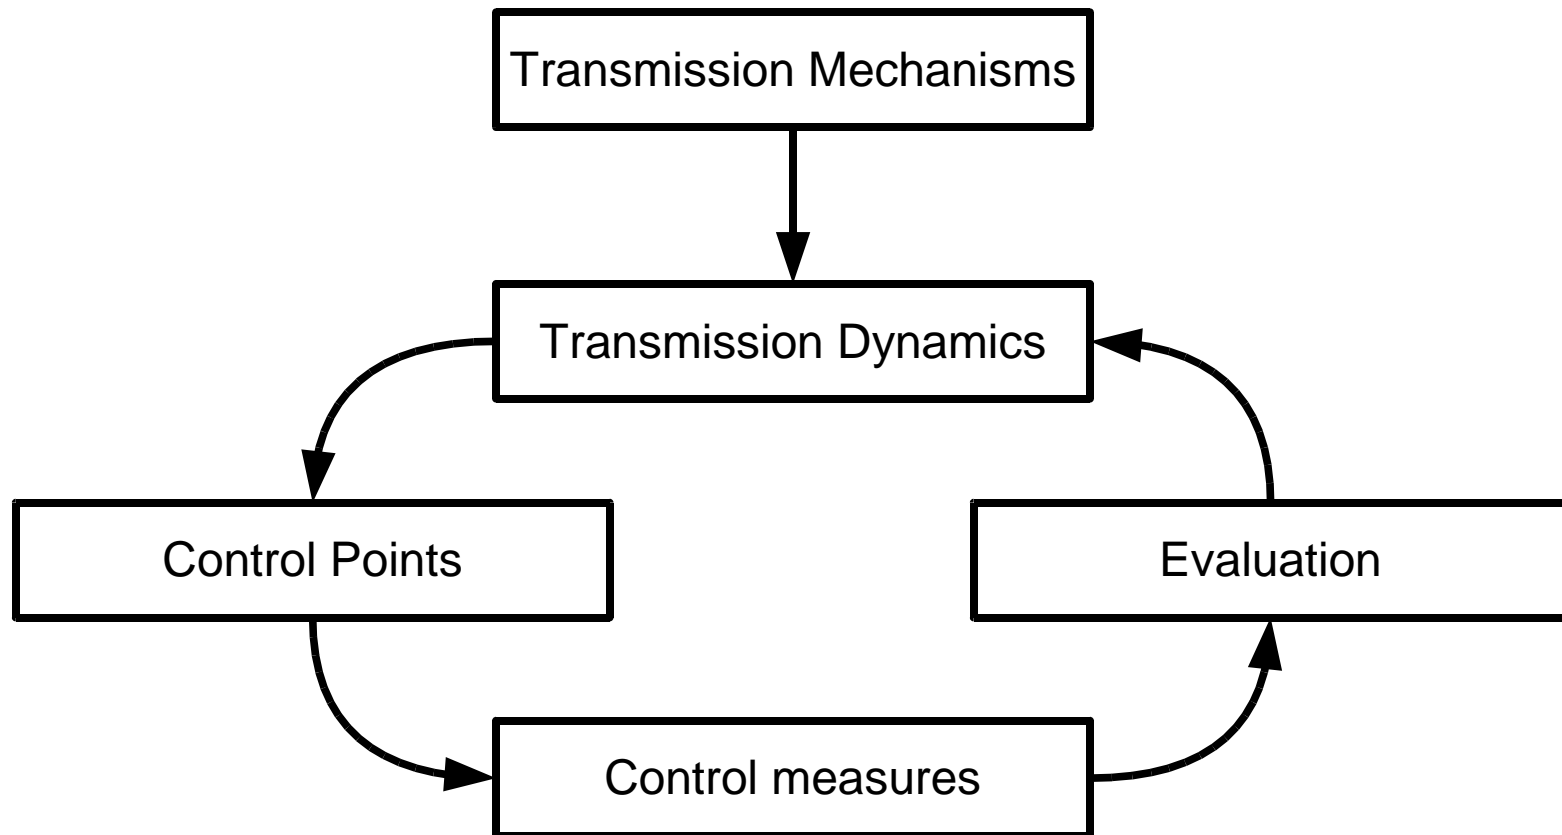 Transmission Mechanisms
Transmission Dynamics
Control Points
Evaluation
Control measures